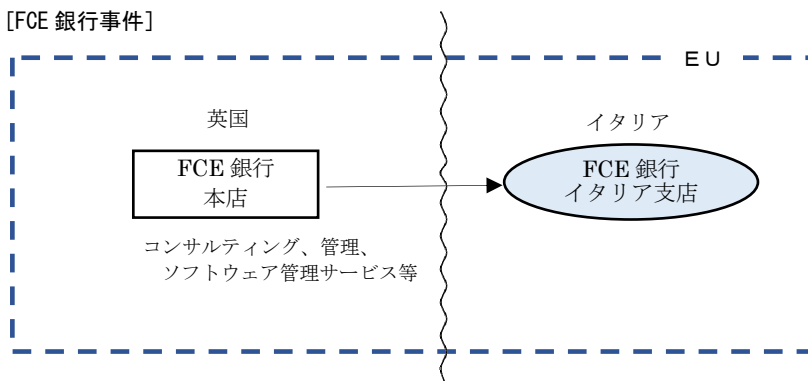 [FCE 銀行事件]
ＥＵ
英国
イタリア
FCE 銀行
本店
FCE 銀行
イタリア支店
コンサルティング、管理、
ソフトウェア管理サービス等